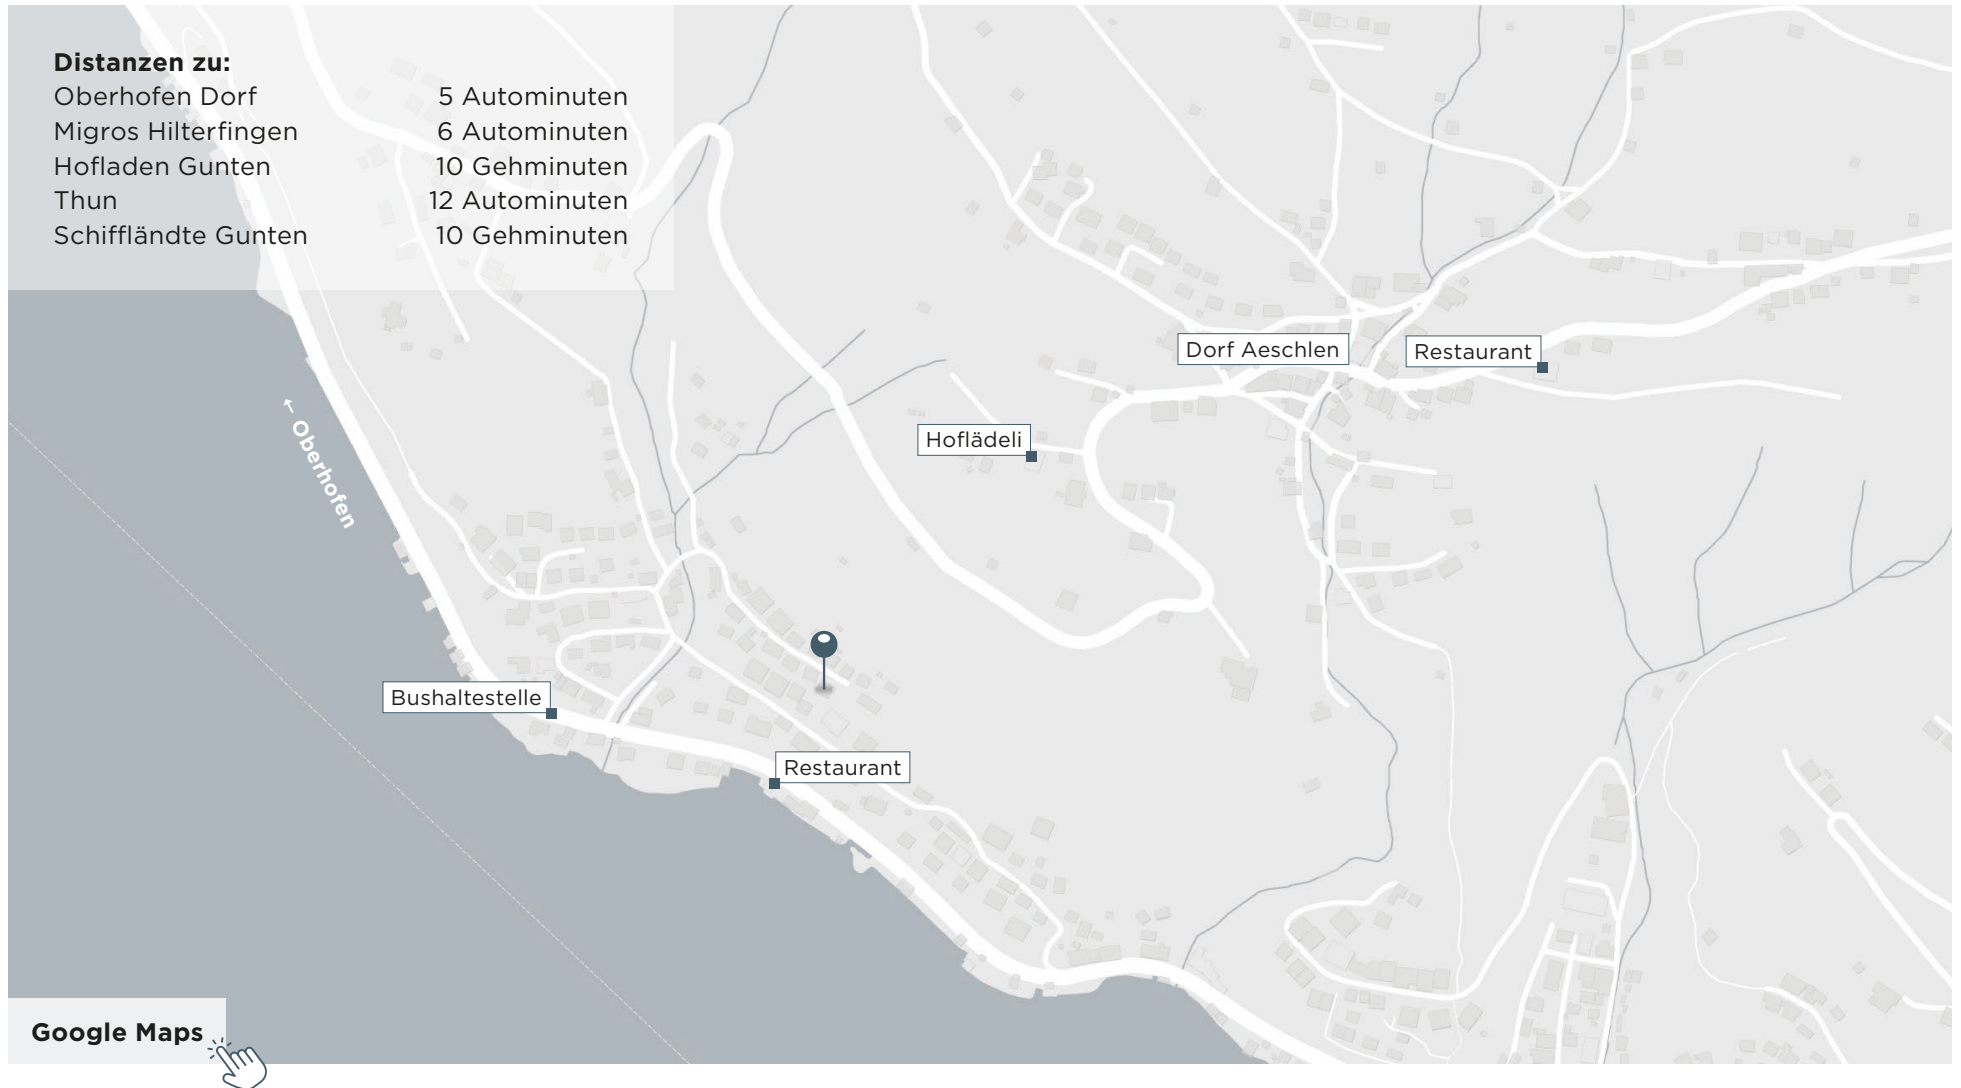 Distanzen zu:
Oberhofen Dorf 5 Autominuten
Migros Hilterfingen 6 Autominuten
Hofladen Gunten 10 Gehminuten
Thun 12 Autominuten
Schiffländte Gunten 10 Gehminuten
Dorf Aeschlen
Restaurant
Hoflädeli
← Oberhofen
Bushaltestelle
Restaurant
Google Maps